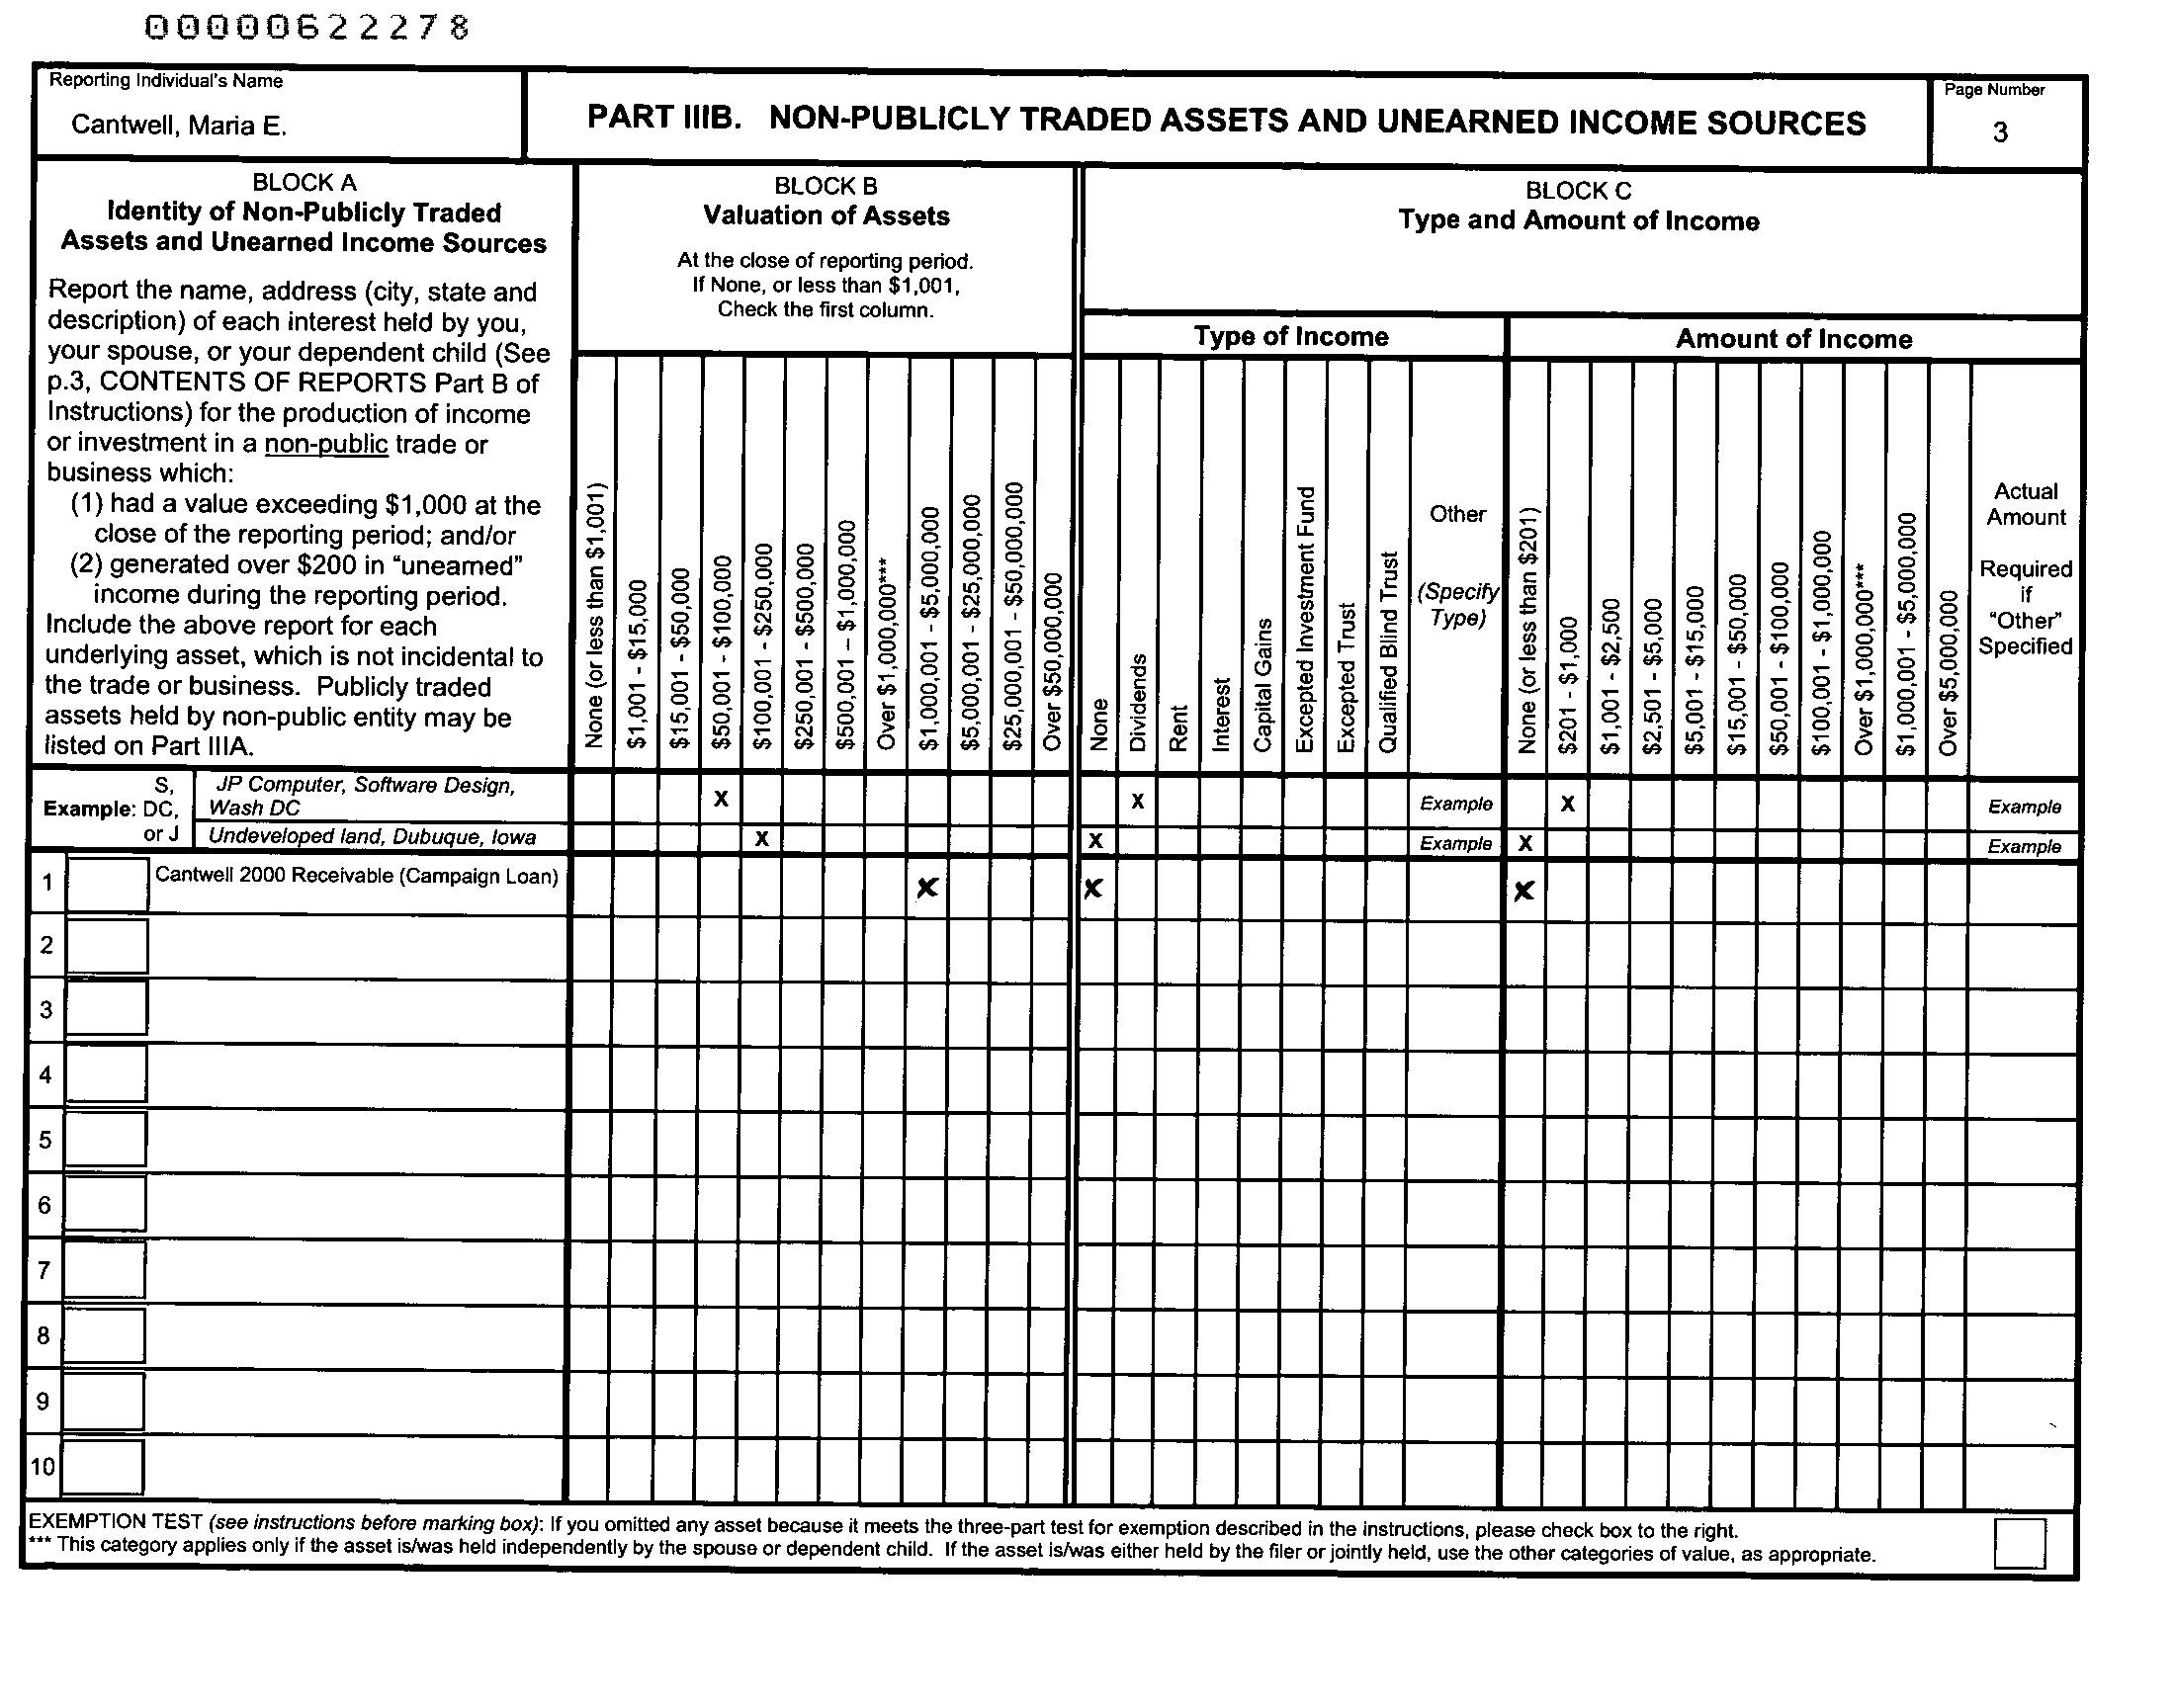 00000622278
Reporting Individual's Name
Cantwell, Maria E.
PART IIIB. NON-PUBLICLY TRADED ASSETS AND UNEARNED INCOME SOURCES
Page Number
3
BLOCK A
Identity of Non-Publicly Traded
Assets and Unearned Income Sources
Report the name, address (city, state and
description) of each interest held by you,
your spouse, or your dependent child (See
p.3, CONTENTS OF REPORTS Part B of
Instructions) for the production of income
or investment in a non-public trade or
business which:
(1) had a value exceeding $1,000 at the
close of the reporting period; and/or
(2) generated over $200 in "unearned"
income during the reporting period.
Include the above report for each
underlying asset, which is not incidental to
the trade or business. Publicly traded
assets held by non-public entity may be
listed on Part IIIA.
BLOCK B
Valuation of Assets
At the close of reporting period.
If None, or less than $1,001,
Check the first column.
None (or less than $1,001)
$1,001 - $15,000
$15,001 - $50,000
$50,001 - $100,000
$100,001 - $250,000
$250,001 - $500,000
$500,001 – $1,000,000
Over $1,000,000***
$1,000,001 - $5,000,000
$5,000,001 - $25,000,000
$25,000,001 - $50,000,000
Over $50,000,000
BLOCK C
Type and Amount of Income
Type of Income
None
Dividends
Rent
Interest
Capital Gains
Excepted Investment Fund
Excepted Trust
Qualified Blind Trust
Other
(Specify
Type)
Amount of Income
None (or less than $201)
$201 - $1,000
$1,001 - $2,500
$2,501 - $5,000
$5,001 - $15,000
$15,001 - $50,000
$50,001 - $100,000
$100,001 - $1,000,000
Over $1,000,000***
$1,000,001 - $5,000,000
Over $5,000,000
Actual
Amount
Required
if
"Other"
Specified
S,
Example: DC,
or J
JP Computer, Software Design,
Wash DC
X X Example X Example
Undeveloped land, Dubuque, Iowa X X Example X Example
1 Cantwell 2000 Receivable (Campaign Loan) X X X
2
3
4
5
6
7
8
9
10
EXEMPTION TEST (see instructions before marking box): If you omitted any asset because it meets the three-part test for exemption described in the instructions, please check box to the right.
*** This category applies only if the asset is/was held independently by the spouse or dependent child. If the asset is/was either held by the filer or jointly held, use the other categories of value, as appropriate.